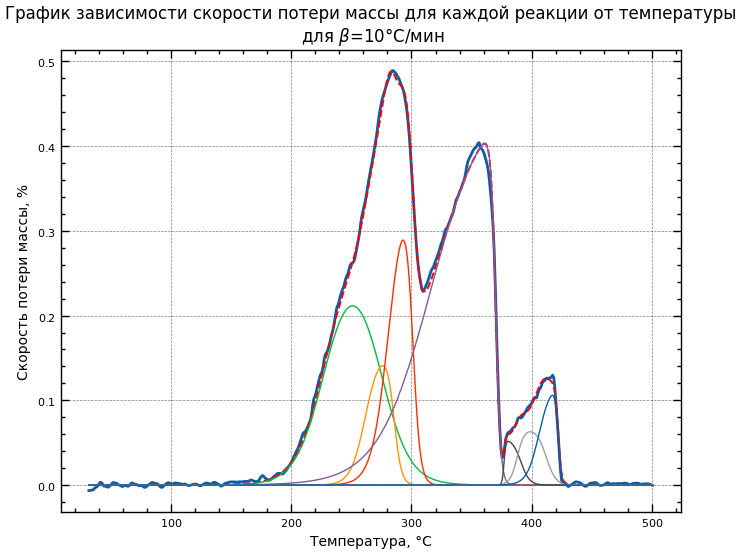 График зависимости скорости потери массы для каждой реакции от температуры
для β=10°C/мин
Скорость потери массы, %
0.5
0.4
0.3
0.2
0.1
0.0
100 200 300 400 500
Температура, °C